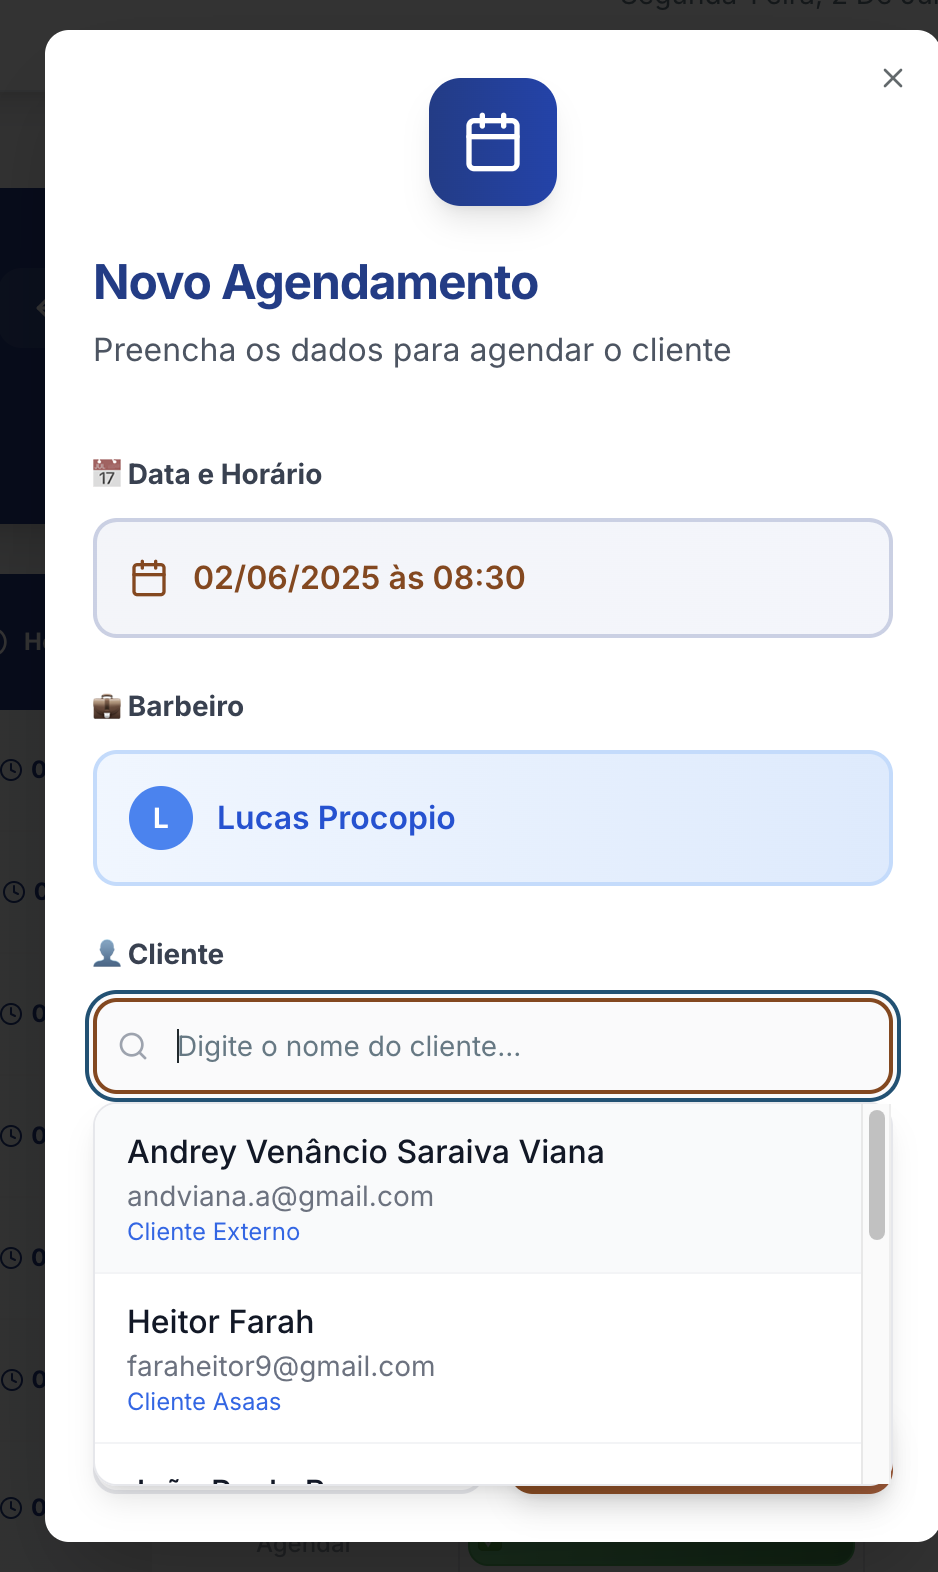 Novo Agendamento
Preencha os dados para agendar o cliente
17 Data e Horário
02/06/2025 às 08:30
Barbeiro
L Lucas Procopio
Cliente
Digite o nome do cliente...
Andrey Venâncio Saraiva Viana
andviana.a@gmail.com
Cliente Externo
Heitor Farah
faraheitor9@gmail.com
Cliente Asaas
Agendar